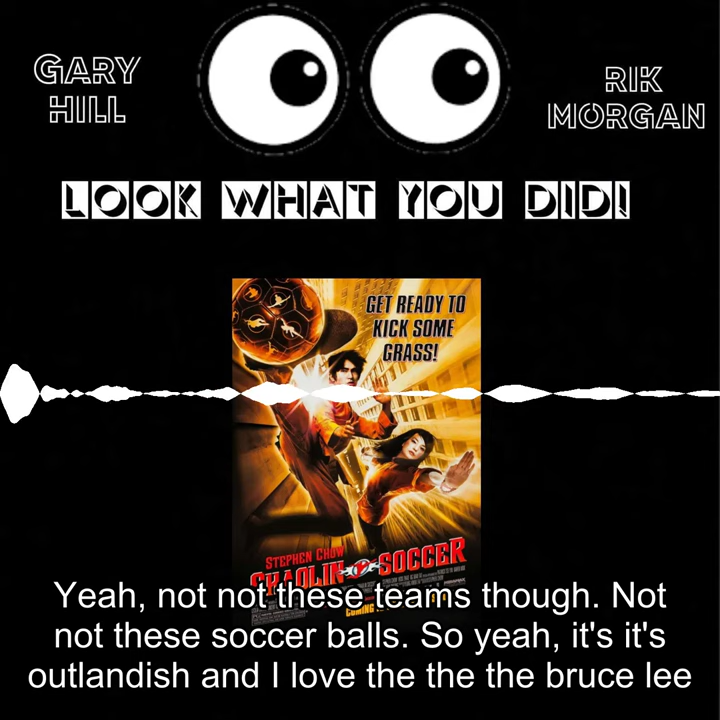 GARY
HILL
RIK
MORGAN
LOOK WHAT YOU DID!
GET READY TO
KICK SOME
GRASS!
STEPHEN CHOW
SHAOLIN SOCCER
COMING
Yeah, not not these teams though. Not
not these soccer balls. So yeah, it's it's
outlandish and I love the the the bruce lee